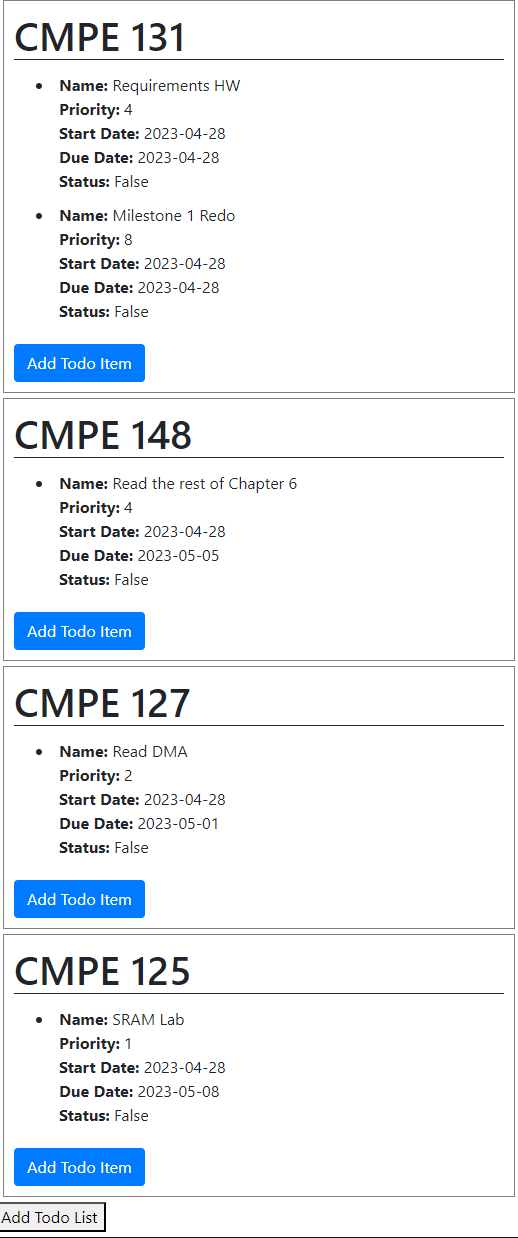 CMPE 131
Name: Requirements HW
Priority: 4
Start Date: 2023-04-28
Due Date: 2023-04-28
Status: False
Name: Milestone 1 Redo
Priority: 8
Start Date: 2023-04-28
Due Date: 2023-04-28
Status: False
Add Todo Item
CMPE 148
Name: Read the rest of Chapter 6
Priority: 4
Start Date: 2023-04-28
Due Date: 2023-05-05
Status: False
Add Todo Item
CMPE 127
Name: Read DMA
Priority: 2
Start Date: 2023-04-28
Due Date: 2023-05-01
Status: False
Add Todo Item
CMPE 125
Name: SRAM Lab
Priority: 1
Start Date: 2023-04-28
Due Date: 2023-05-08
Status: False
Add Todo Item
Add Todo List